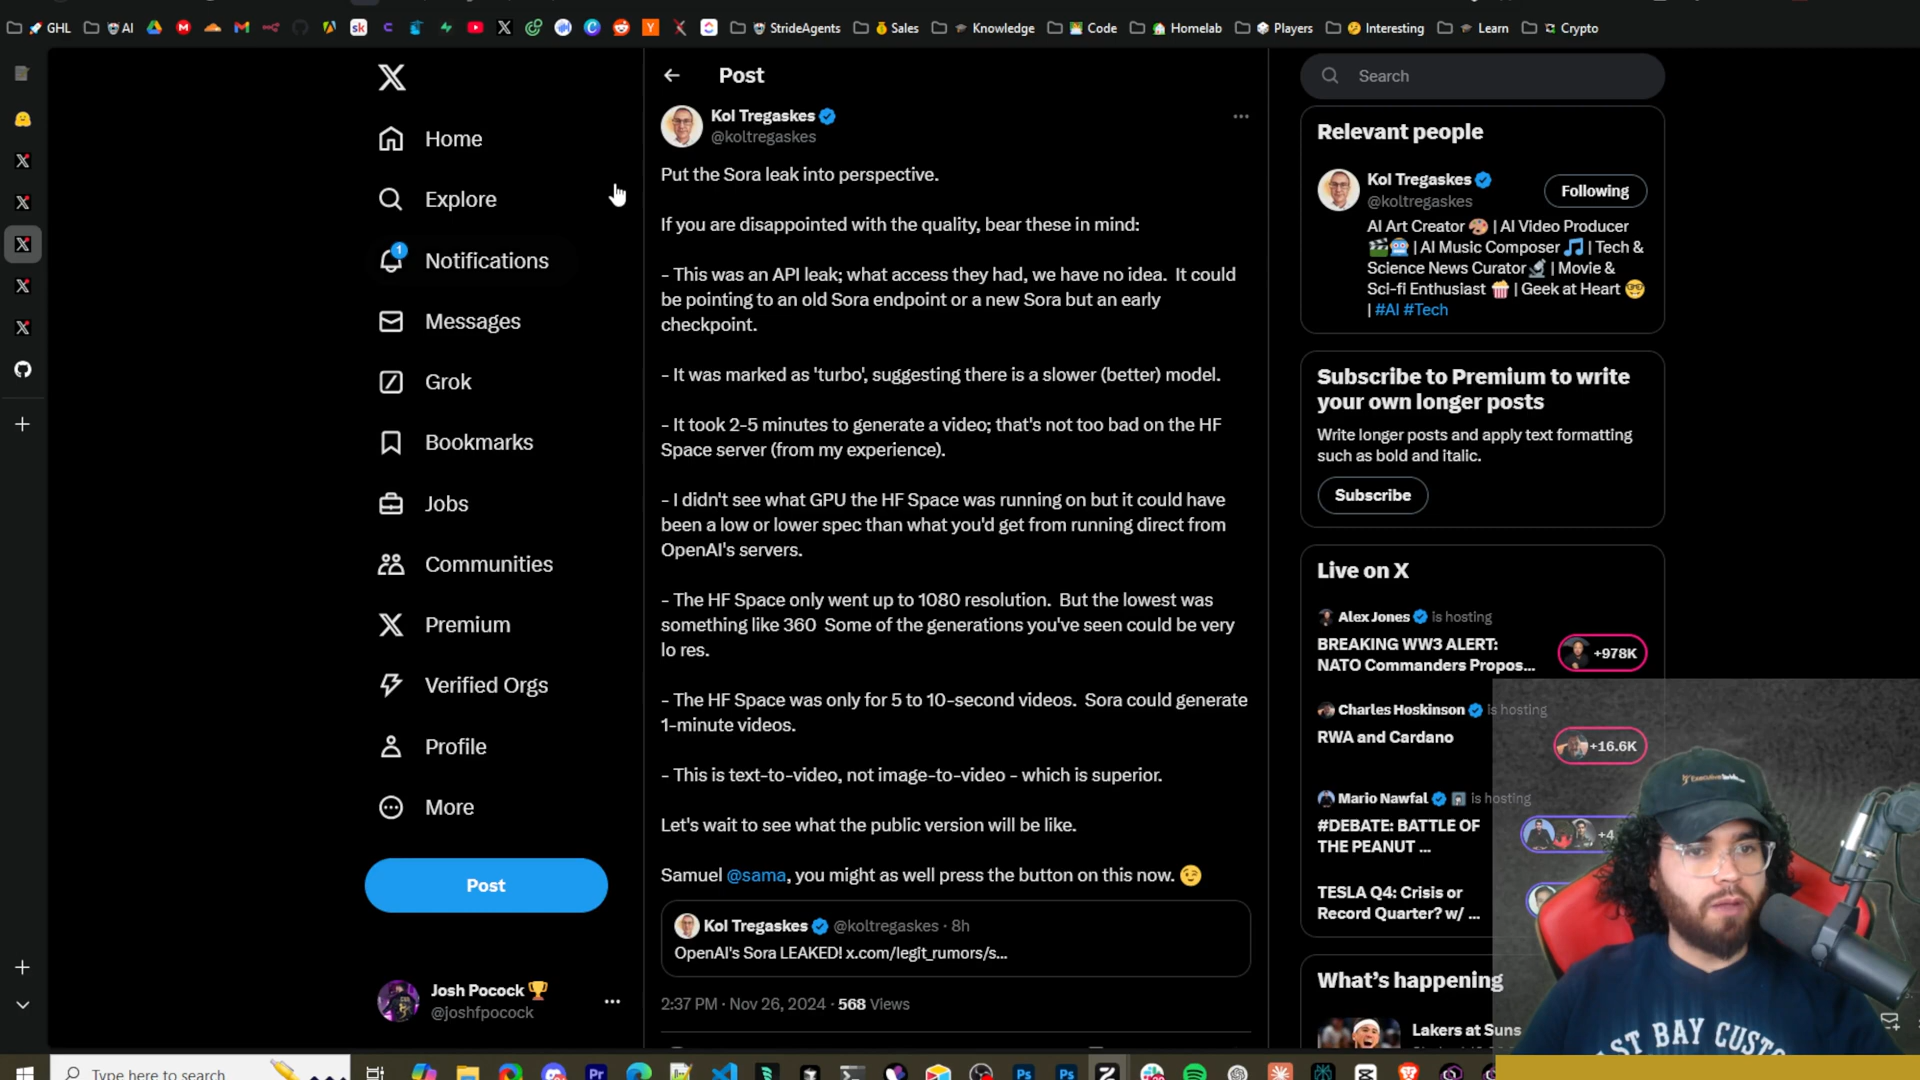 GHL
AI
StrideAgents
Sales
Knowledge
Code
Homelab
Players
Interesting
Learn
Crypto
Home
Explore
1
Notifications
Messages
Grok
Bookmarks
Jobs
Communities
Premium
Verified Orgs
Profile
More
Post
Josh Pocock
@joshfpocock
Post
Kol Tregaskes
@koltregaskes
Put the Sora leak into perspective.
If you are disappointed with the quality, bear these in mind:
- This was an API leak; what access they had, we have no idea. It could
be pointing to an old Sora endpoint or a new Sora but an early
checkpoint.
- It was marked as 'turbo', suggesting there is a slower (better) model.
- It took 2-5 minutes to generate a video; that's not too bad on the HF
Space server (from my experience).
- I didn't see what GPU the HF Space was running on but it could have
been a low or lower spec than what you'd get from running direct from
OpenAI's servers.
- The HF Space only went up to 1080 resolution. But the lowest was
something like 360 Some of the generations you've seen could be very
lo res.
- The HF Space was only for 5 to 10-second videos. Sora could generate
1-minute videos.
- This is text-to-video, not image-to-video - which is superior.
Let's wait to see what the public version will be like.
Samuel @sama, you might as well press the button on this now. 😉
Kol Tregaskes @koltregaskes · 8h
OpenAI's Sora LEAKED! x.com/legit_rumors/s...
2:37 PM · Nov 26, 2024 · 568 Views
Search
Relevant people
Kol Tregaskes
@koltregaskes
Following
AI Art Creator 🎨 | AI Video Producer
🎬🤖 | AI Music Composer 🎵 | Tech &
Science News Curator🔬 | Movie &
Sci-fi Enthusiast 🍿 | Geek at Heart 🤓
| #AI #Tech
Subscribe to Premium to write
your own longer posts
Write longer posts and apply text formatting
such as bold and italic.
Subscribe
Live on X
Alex Jones is hosting
BREAKING WW3 ALERT:
NATO Commanders Propos...
+978K
Charles Hoskinson is hosting
RWA and Cardano
+16.6K
Mario Nawfal is hosting
#DEBATE: BATTLE OF
THE PEANUT ...
+4
TESLA Q4: Crisis or
Record Quarter? w/ ...
What's happening
Lakers at Suns
BAY CUSTO
Type here to search